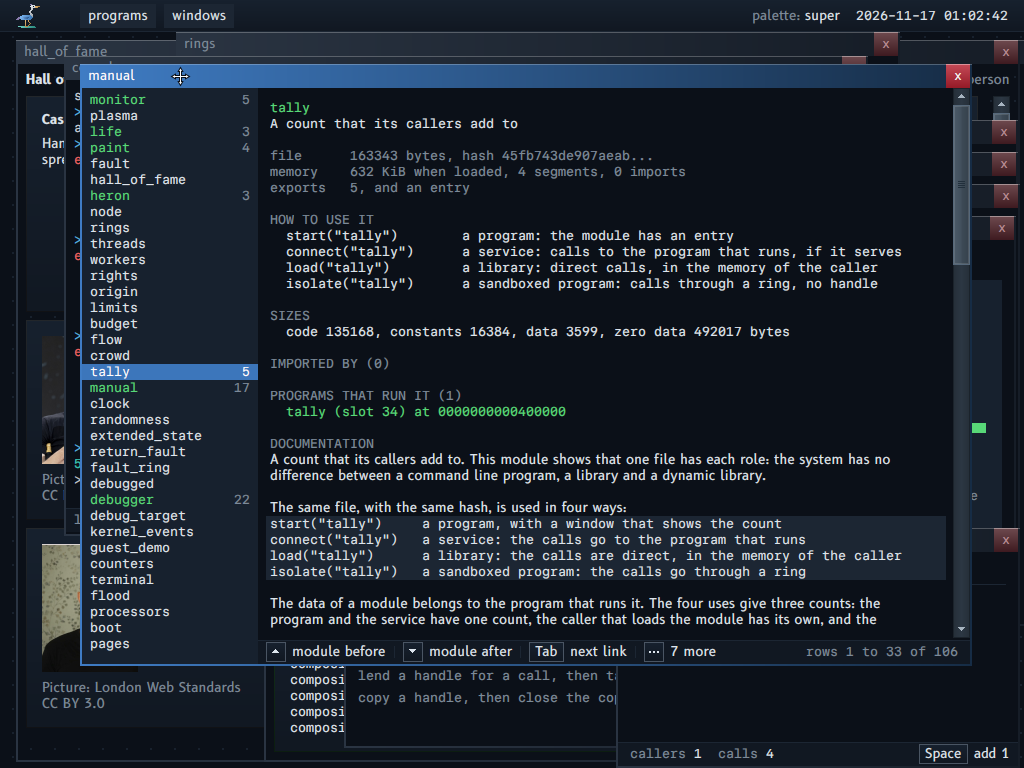 programs windows palette: super 2026-11-17 01:02:42
rings x
hall_of_fame x
manual x
Hall o
person
Cas
Han
spre
monitor 5
plasma
life 3
paint 4
fault
hall_of_fame
heron 3
node
rings
threads
workers
rights
origin
limits
budget
flow
crowd
tally 5
manual 17
clock
randomness
extended_state
return_fault
fault_ring
debugged
debugger 22
debug_target
kernel_events
guest_demo
counters
terminal
flood
processors
boot
pages
tally
A count that its callers add to
file 163343 bytes, hash 45fb743de907aeab...
memory 632 KiB when loaded, 4 segments, 0 imports
exports 5, and an entry
HOW TO USE IT
start("tally") a program: the module has an entry
connect("tally") a service: calls to the program that runs, if it serves
load("tally") a library: direct calls, in the memory of the caller
isolate("tally") a sandboxed program: calls through a ring, no handle
SIZES
code 135168, constants 16384, data 3599, zero data 492017 bytes
IMPORTED BY (0)
PROGRAMS THAT RUN IT (1)
tally (slot 34) at 0000000000400000
DOCUMENTATION
A count that its callers add to. This module shows that one file has each role: the system has no
difference between a command line program, a library and a dynamic library.
The same file, with the same hash, is used in four ways:
start("tally") a program, with a window that shows the count
connect("tally") a service: the calls go to the program that runs
load("tally") a library: the calls are direct, in the memory of the caller
isolate("tally") a sandboxed program: the calls go through a ring
The data of a module belongs to the program that runs it. The four uses give three counts: the
program and the service have one count, the caller that loads the module has its own, and the
module before module after Tab next link ... 7 more rows 1 to 33 of 106
x
x
x
x
x
Pict
CC
Picture: London Web Standards
CC BY 3.0
composi
composi
composi
composi
composi
lend a handle for a call, then t
copy a handle, then close the cop
callers 1 calls 4 Space add 1